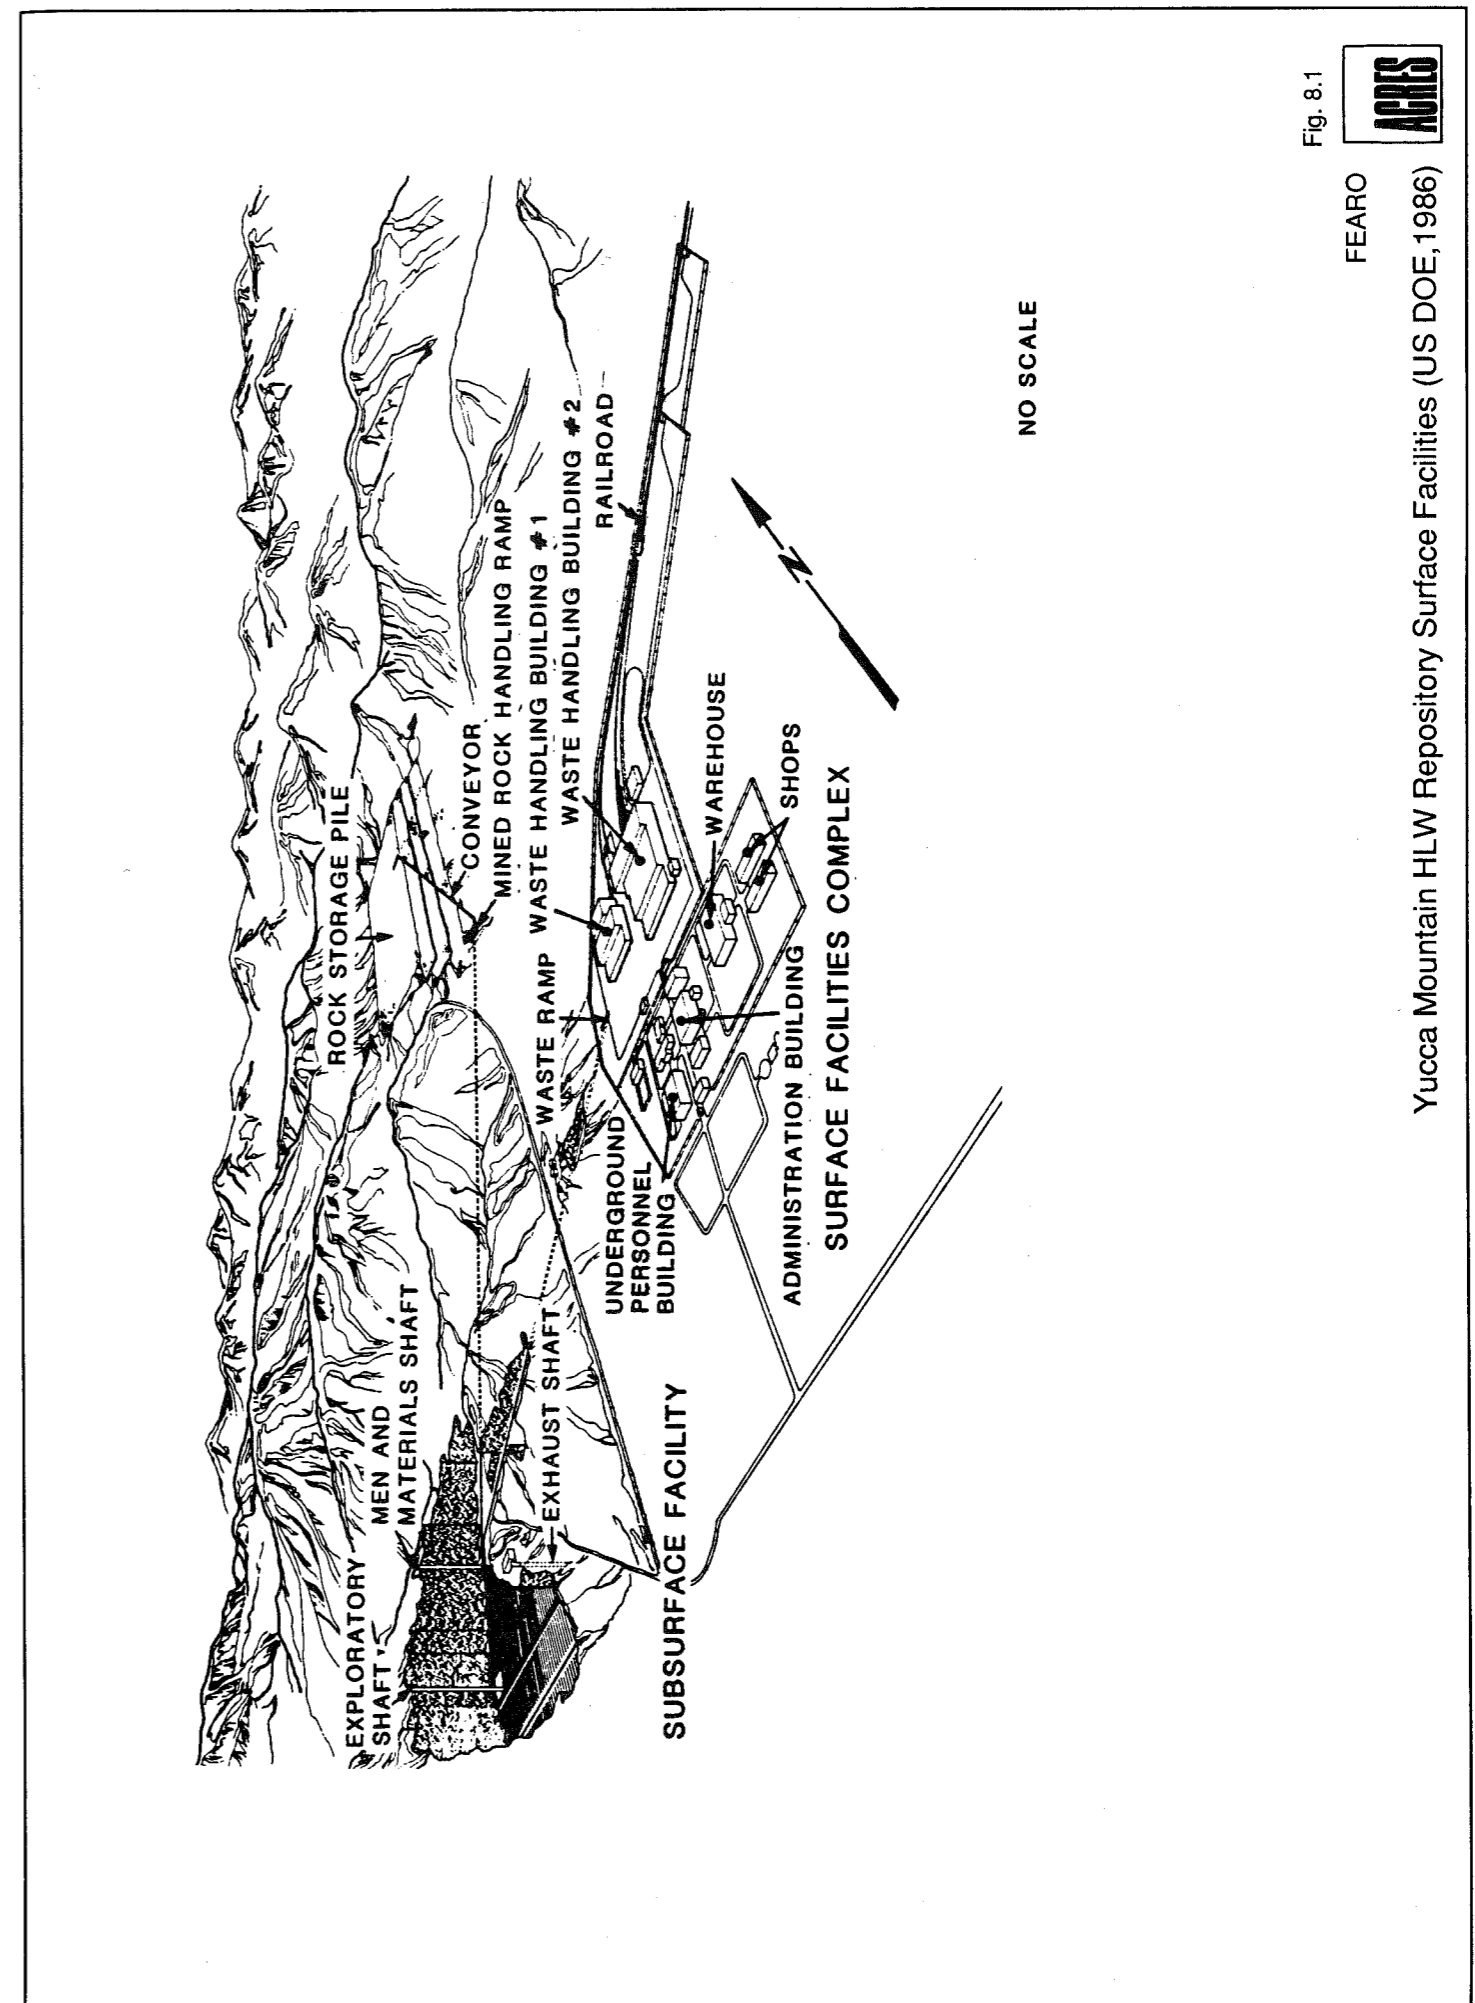 EXPLORATORY
SHAFT
MEN AND
MATERIALS SHAFT
ROCK STORAGE PILE
CONVEYOR
MINED ROCK HANDLING RAMP
WASTE HANDLING BUILDING #1
WASTE HANDLING BUILDING #2
RAILROAD
WASTE RAMP
EXHAUST SHAFT
UNDERGROUND
PERSONNEL
BUILDING
SUBSURFACE FACILITY
WAREHOUSE
SHOPS
ADMINISTRATION BUILDING
SURFACE FACILITIES COMPLEX
N
NO SCALE
Fig. 8.1
FEARO
ACRES
Yucca Mountain HLW Repository Surface Facilities (US DOE,1986)